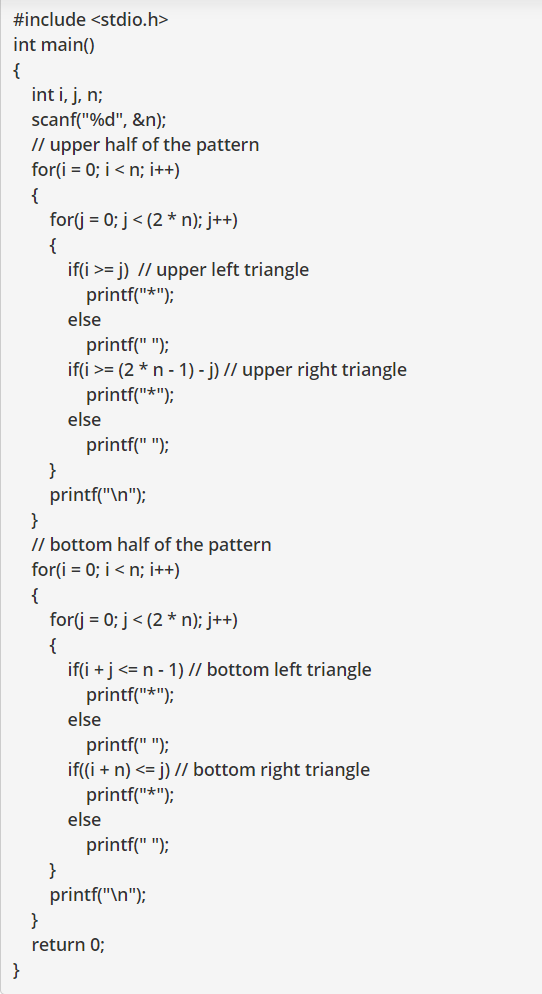 #include <stdio.h>
int main()
{
int i, j, n;
scanf("%d", &n);
// upper half of the pattern
for(i = 0; i < n; i++)
{
for(j = 0; j < (2 * n); j++)
{
if(i >= j)  // upper left triangle
printf("*");
else
printf(" ");
if(i >= (2 * n - 1) - j) // upper right triangle
printf("*");
else
printf(" ");
}
printf("\n");
}
// bottom half of the pattern
for(i = 0; i < n; i++)
{
for(j = 0; j < (2 * n); j++)
{
if(i + j <= n - 1) // bottom left triangle
printf("*");
else
printf(" ");
if((i + n) <= j) // bottom right triangle
printf("*");
else
printf(" ");
}
printf("\n");
}
return 0;
}